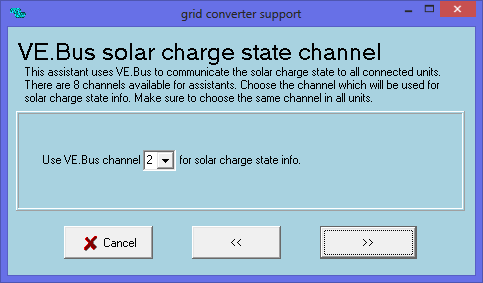 grid converter support
VE.Bus solar charge state channel
This assistant uses VE.Bus to communicate the solar charge state to all connected units.
There are 8 channels available for assistants. Choose the channel which will be used for
solar charge state info. Make sure to choose the same channel in all units.
Use VE.Bus channel 2 for solar charge state info.
Cancel << >>